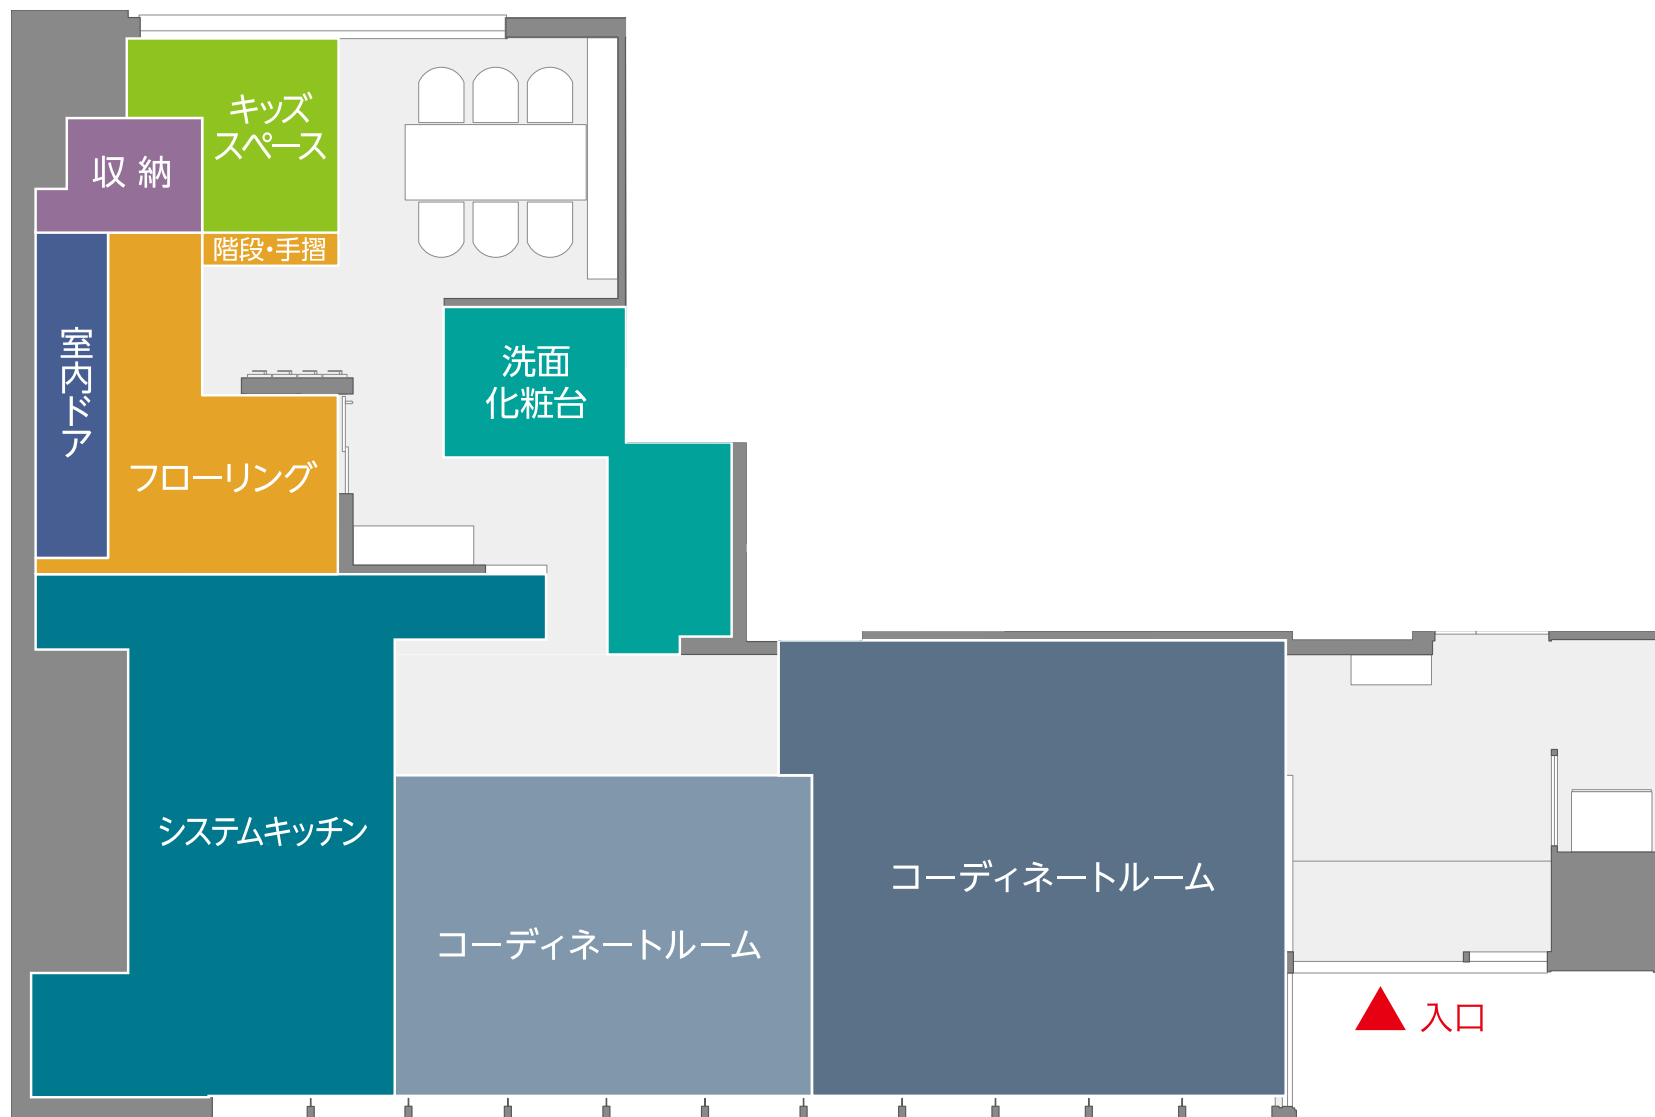 キッズ
スペース
収納
階段・手摺
室内ドア
洗面
化粧台
フローリング
システムキッチン
コーディネートルーム
コーディネートルーム
入口